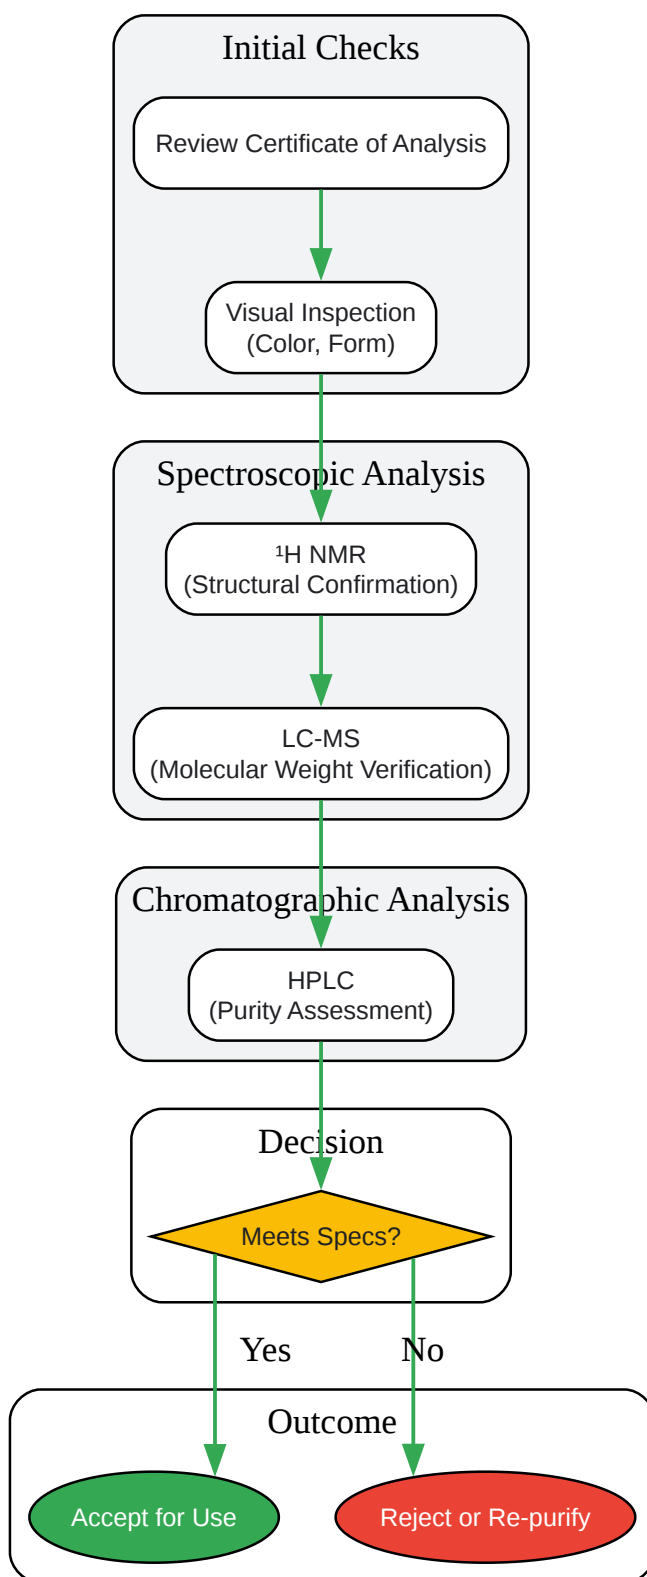 Initial Checks
Review Certificate of Analysis
Visual Inspection
(Color, Form)
Spectroscopic Analysis
¹H NMR
(Structural Confirmation)
LC-MS
(Molecular Weight Verification)
Chromatographic Analysis
HPLC
(Purity Assessment)
Decision
Meets Specs?
Yes
No
Outcome
Accept for Use
Reject or Re-purify